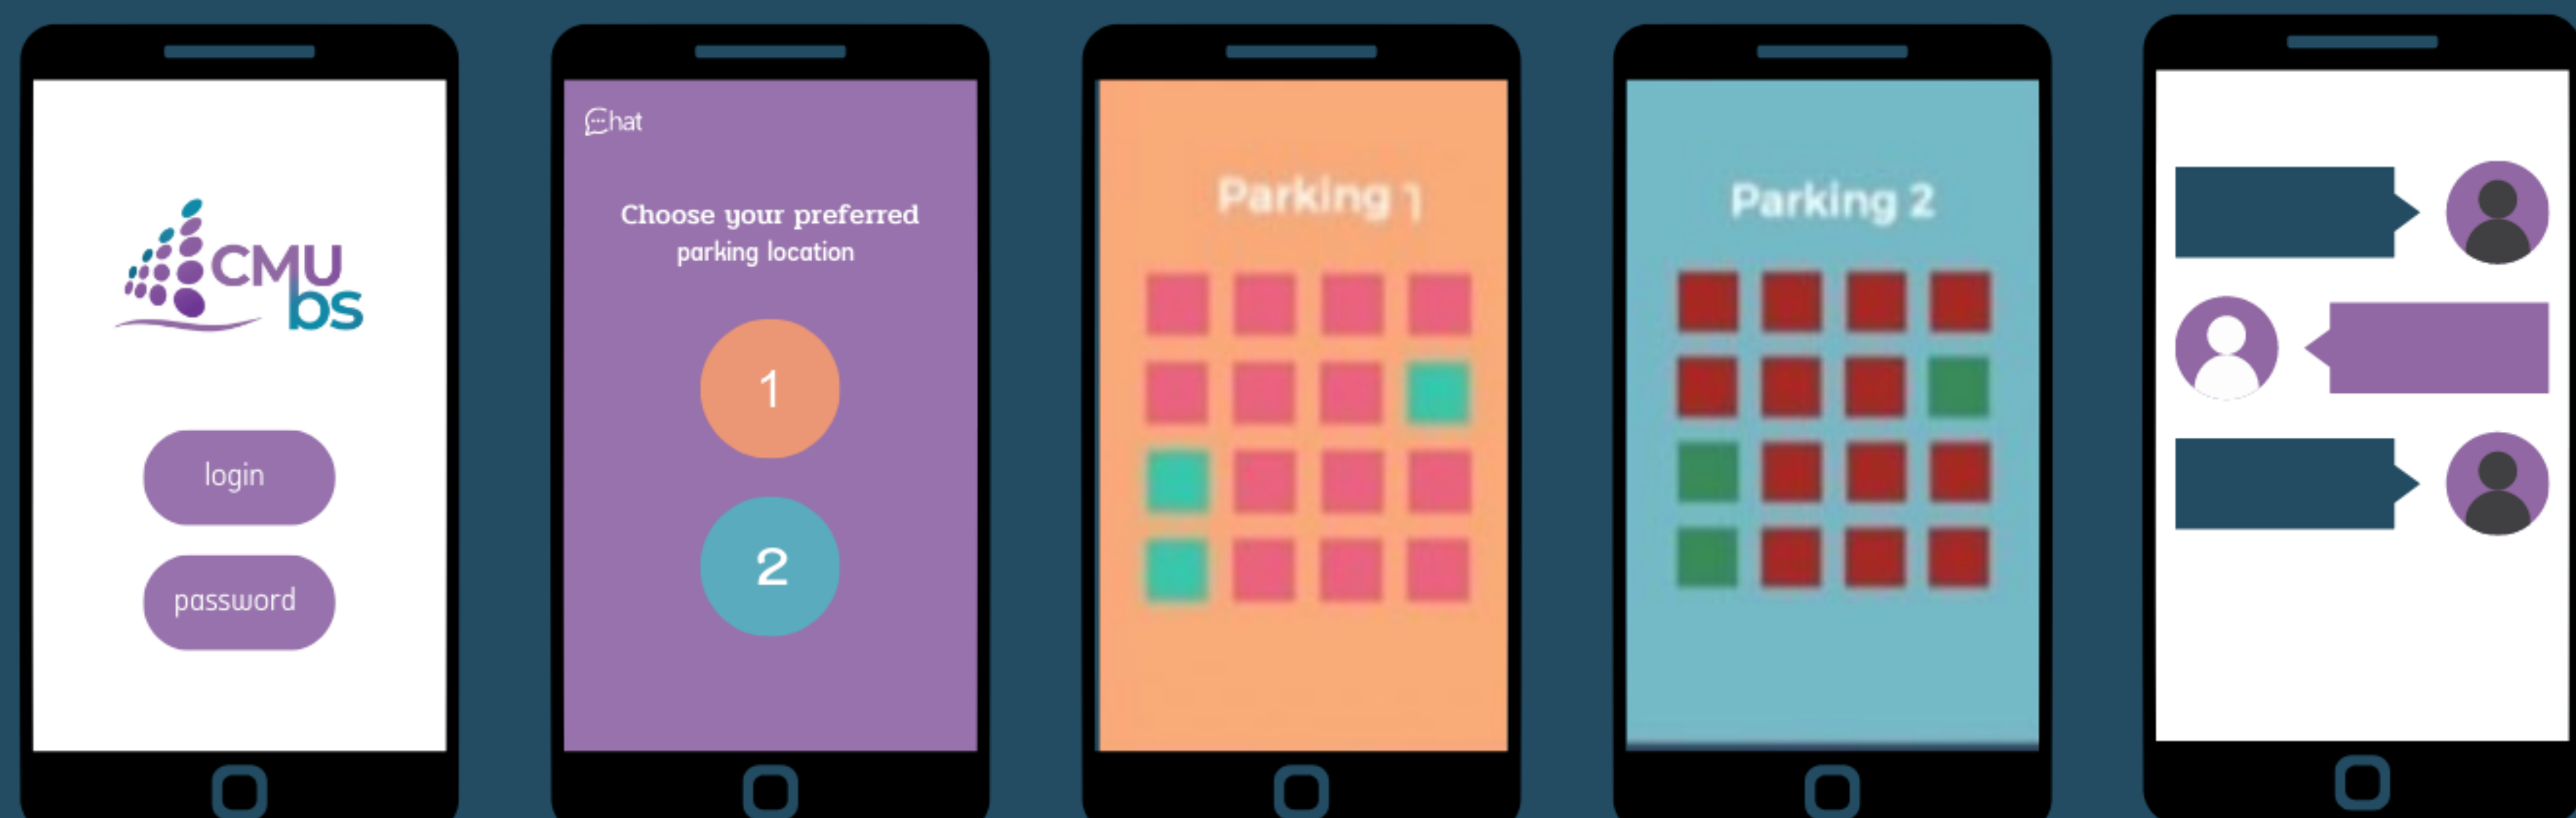 CMU
bs
login
password
Chat
Choose your preferred
parking location
1
2
Parking 1
Parking 2